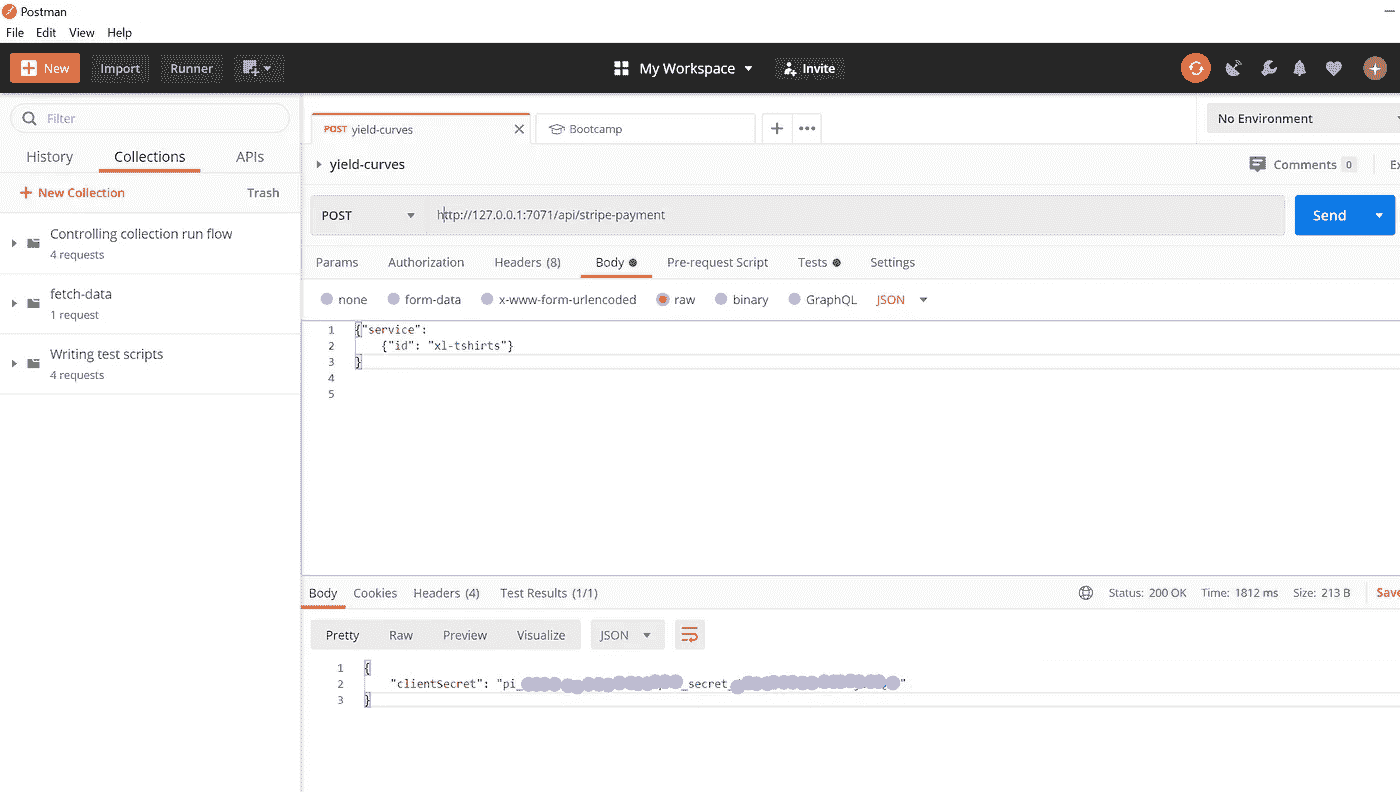 Postman
File Edit View Help
New Import Runner My Workspace Invite
Filter
History Collections APIs
New Collection Trash
Controlling collection run flow
4 requests
fetch-data
1 request
Writing test scripts
4 requests
POST yield-curves Bootcamp No Environment
yield-curves Comments 0 Ex
POST http://127.0.0.1:7071/api/stripe-payment Send
Params Authorization Headers (8) Body Pre-request Script Tests Settings
none form-data x-www-form-urlencoded raw binary GraphQL JSON
1 {"service":
2 {"id": "xl-tshirts"}
3 }
4
5
Body Cookies Headers (4) Test Results (1/1) Status: 200 OK Time: 1812 ms Size: 213 B Save
Pretty Raw Preview Visualize JSON
1 {
2 "clientSecret": "pi_ _secret_ "
3 }